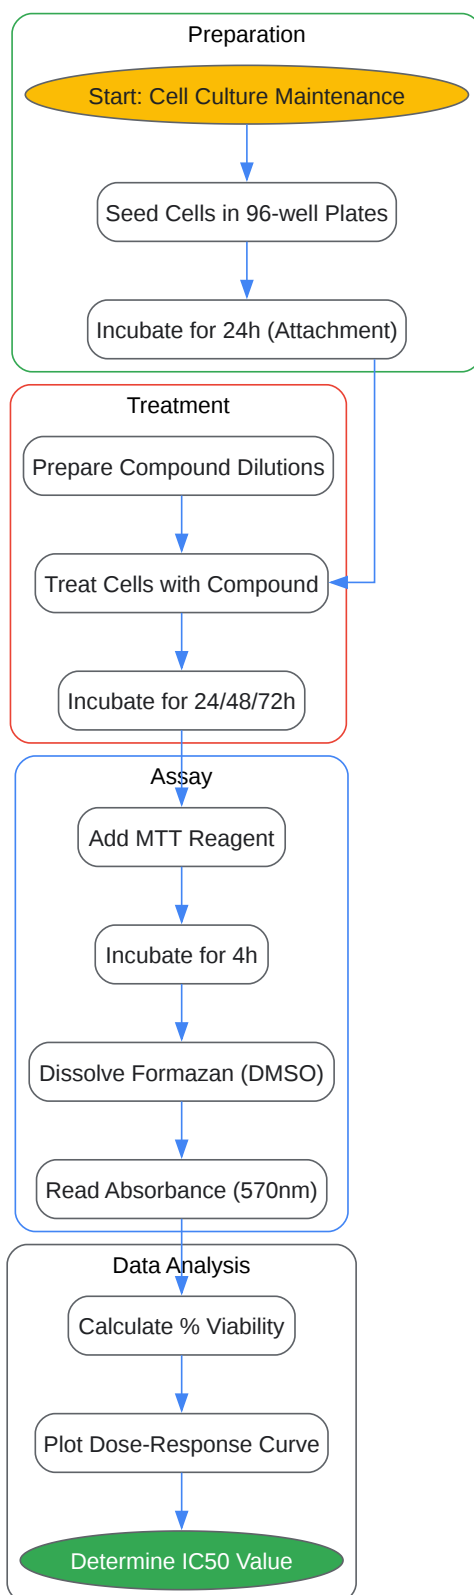 Preparation
Start: Cell Culture Maintenance
Seed Cells in 96-well Plates
Incubate for 24h (Attachment)
Treatment
Prepare Compound Dilutions
Treat Cells with Compound
Incubate for 24/48/72h
Assay
Add MTT Reagent
Incubate for 4h
Dissolve Formazan (DMSO)
Read Absorbance (570nm)
Data Analysis
Calculate % Viability
Plot Dose-Response Curve
Determine IC50 Value